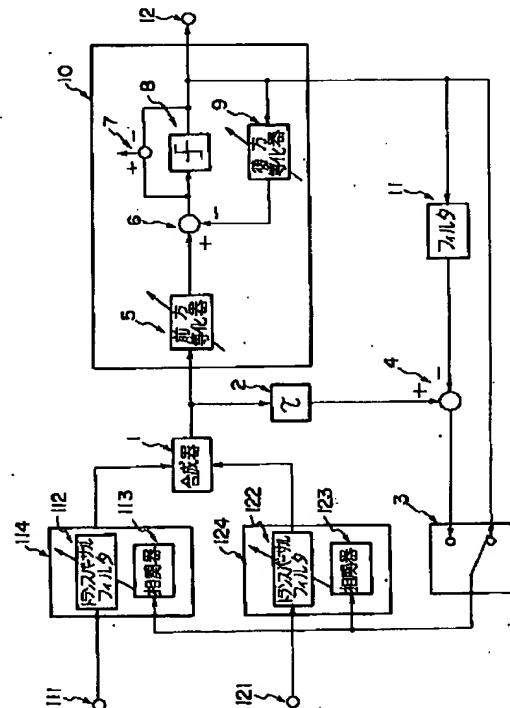 12
10
8
7
+
−
9
後方
等化器
6
−
+
前方
等化器
5
フィルタ
11
4
+
−
2
τ
1
合成器
3
114
112
トランスバーサル
フィルタ
113
相関器
124
122
トランスバーサル
フィルタ
123
相関器
111
121